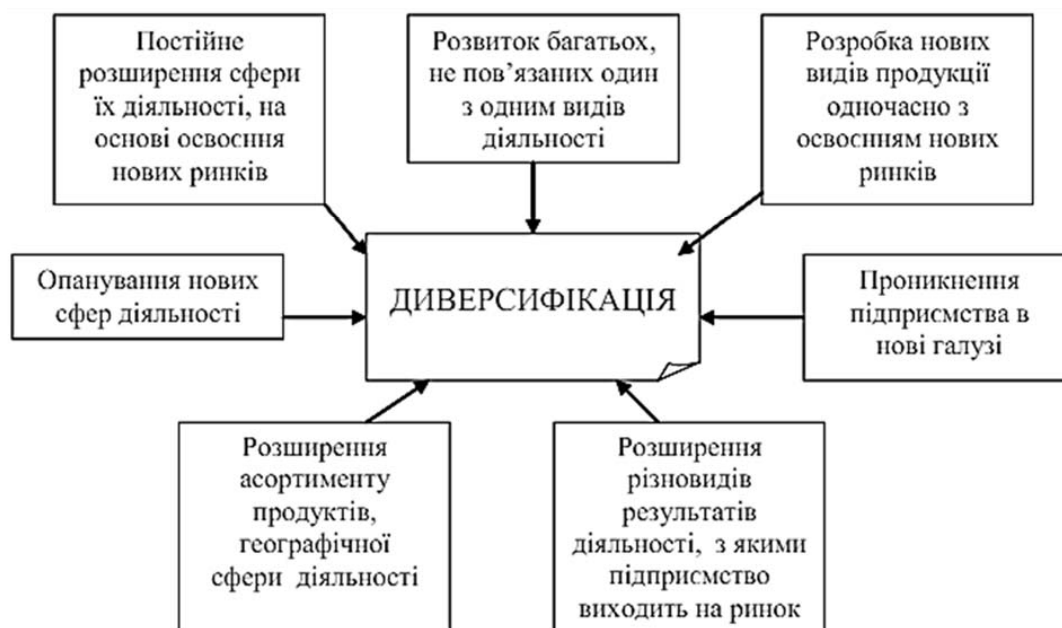 Постійне
розширення сфери
їх діяльності, на
основі освоєння
нових ринків
Розвиток багатьох,
не пов’язаних один
з одним видів
діяльності
Розробка нових
видів продукції
одночасно з
освоєнням нових
ринків
Опанування нових
сфер діяльності
ДИВЕРСИФІКАЦІЯ
Проникнення
підприємства в
нові галузі
Розширення
асортименту
продуктів,
географічної
сфери діяльності
Розширення
різновидів
результатів
діяльності, з якими
підприємство
виходить на ринок